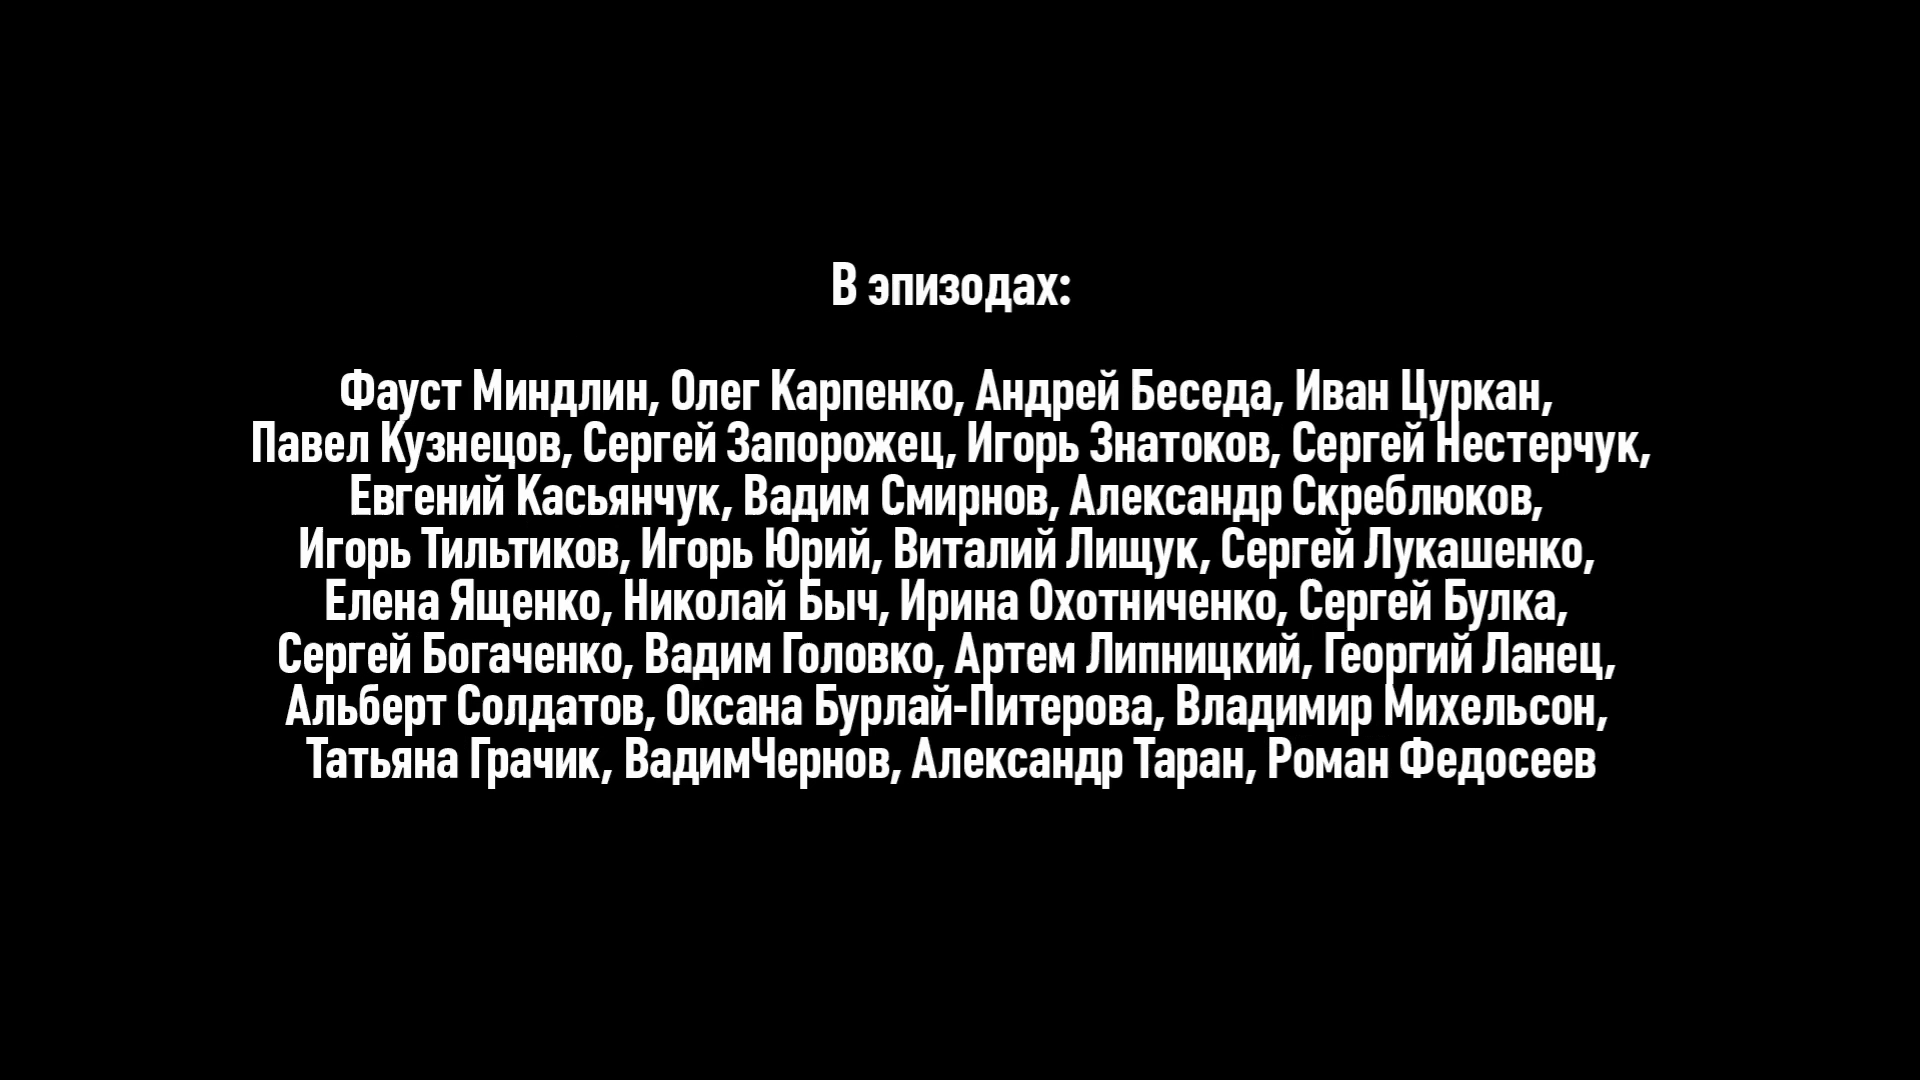 В эпизодах:
Фауст Миндлин, Олег Карпенко, Андрей Беседа, Иван Цуркан,
Павел Кузнецов, Сергей Запорожец, Игорь Знатоков, Сергей Нестерчук,
Евгений Касьянчук, Вадим Смирнов, Александр Скреблюков,
Игорь Тильтиков, Игорь Юрий, Виталий Лищук, Сергей Лукашенко,
Елена Ященко, Николай Быч, Ирина Охотниченко, Сергей Булка,
Сергей Богаченко, Вадим Головко, Артем Липницкий, Георгий Ланец,
Альберт Солдатов, Оксана Бурлай-Питерова, Владимир Михельсон,
Татьяна Грачик, ВадимЧернов, Александр Таран, Роман Федосеев